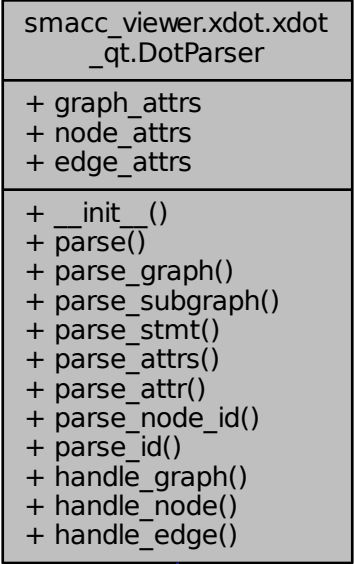 smacc_viewer.xdot.xdot
_qt.DotParser
+ graph_attrs
+ node_attrs
+ edge_attrs
+ __init__()
+ parse()
+ parse_graph()
+ parse_subgraph()
+ parse_stmt()
+ parse_attrs()
+ parse_attr()
+ parse_node_id()
+ parse_id()
+ handle_graph()
+ handle_node()
+ handle_edge()